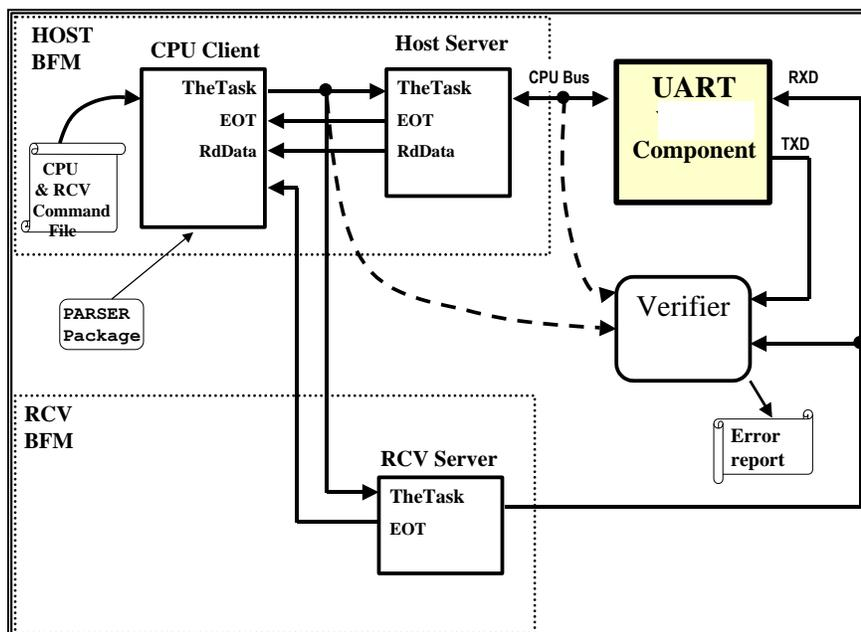 HOST
BFM
CPU Client
Host Server
TheTask
EOT
RdData
TheTask
EOT
RdData
CPU Bus
UART
Component
RXD
TXD
CPU
& RCV
Command
File
PARSER
Package
Verifier
Error
report
RCV
BFM
RCV Server
TheTask
EOT